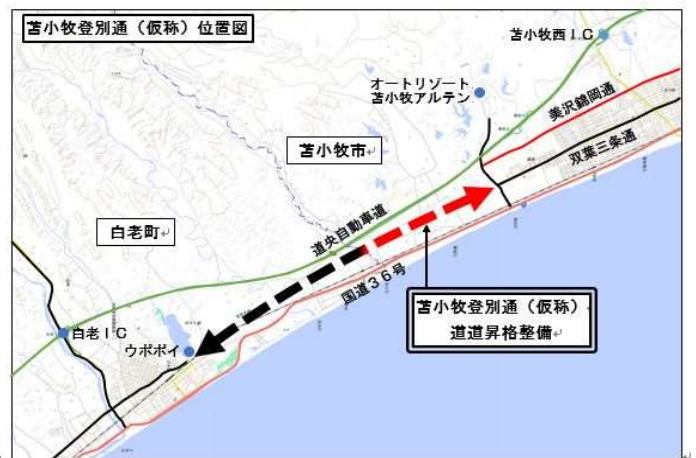 苫小牧登別通（仮称）位置図
苫小牧西ＩＣ
オートリゾート
苫小牧アルテン
美沢錦岡通
双葉三条通
苫小牧市
道央自動車道
白老町
国道３６号
苫小牧登別通（仮称）
道道昇格整備
白老ＩＣ
ウポポイ